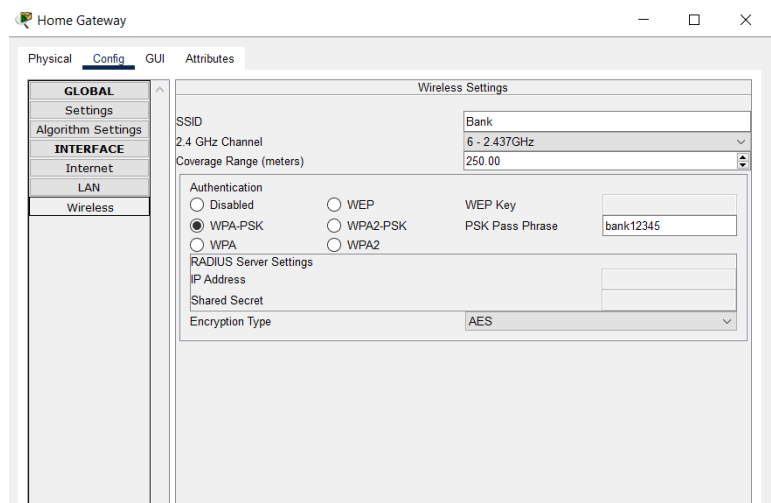 Home Gateway
Physical Config GUI Attributes
GLOBAL
Settings
Algorithm Settings
INTERFACE
Internet
LAN
Wireless
Wireless Settings
SSID Bank
2.4 GHz Channel 6 - 2.437GHz
Coverage Range (meters) 250.00
Authentication
Disabled WEP WEP Key
WPA-PSK WPA2-PSK PSK Pass Phrase bank12345
WPA WPA2
RADIUS Server Settings
IP Address
Shared Secret
Encryption Type AES